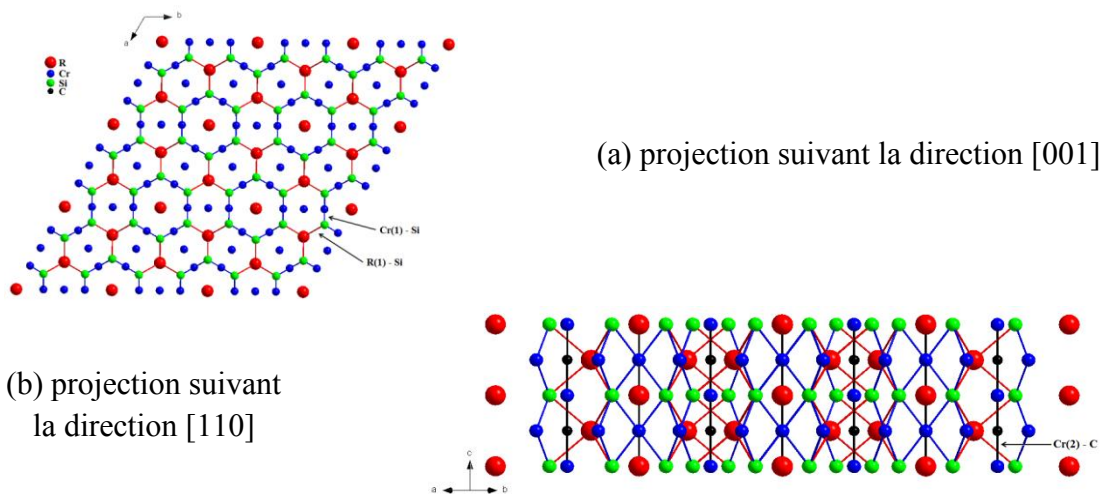 a
b
R
Cr
Si
C
(a) projection suivant la direction [001]
Cr(1) - Si
R(1) - Si
(b) projection suivant
la direction [110]
Cr(2) - C
c
a
b